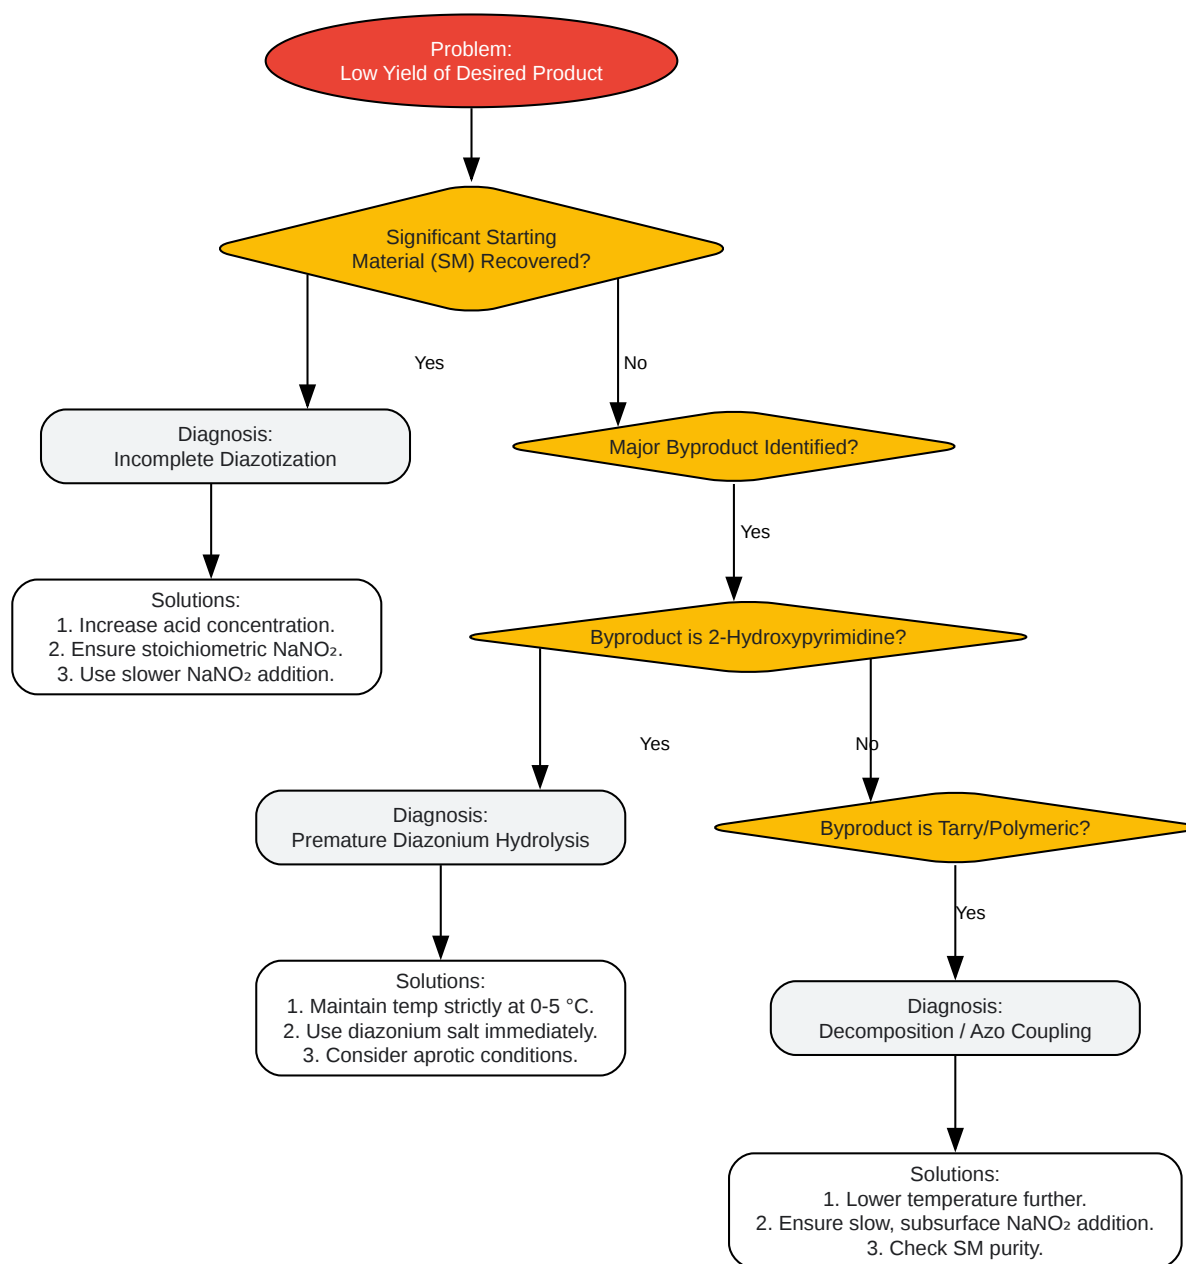 Problem:
Low Yield of Desired Product
Significant Starting
Material (SM) Recovered?
Yes
No
Diagnosis:
Incomplete Diazotization
Major Byproduct Identified?
Yes
Solutions:
1. Increase acid concentration.
2. Ensure stoichiometric NaNO₂.
3. Use slower NaNO₂ addition.
Byproduct is 2-Hydroxypyrimidine?
Yes
No
Diagnosis:
Premature Diazonium Hydrolysis
Byproduct is Tarry/Polymeric?
Yes
Solutions:
1. Maintain temp strictly at 0-5 °C.
2. Use diazonium salt immediately.
3. Consider aprotic conditions.
Diagnosis:
Decomposition / Azo Coupling
Solutions:
1. Lower temperature further.
2. Ensure slow, subsurface NaNO₂ addition.
3. Check SM purity.